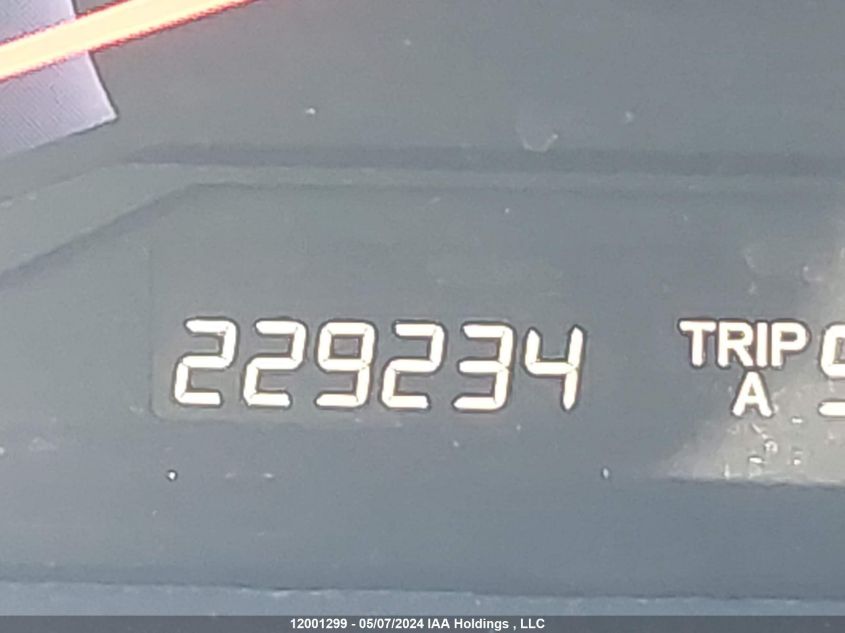 229234 TRIP
A
12001299 - 05/07/2024 IAA Holdings , LLC